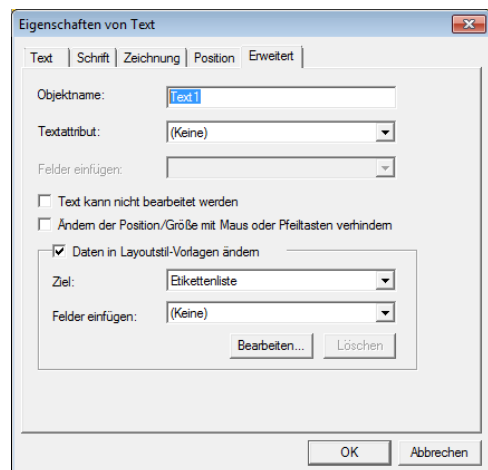 Eigenschaften von Text
Text Schrift Zeichnung Position Erweitert
Objektname: Text1
Textattribut: (Keine)
Felder einfügen:
Text kann nicht bearbeitet werden
Ändern der Position/Größe mit Maus oder Pfeiltasten verhindern
Daten in Layoutstil-Vorlagen ändern
Ziel: Etikettenliste
Felder einfügen: (Keine)
Bearbeiten... Löschen
OK Abbrechen